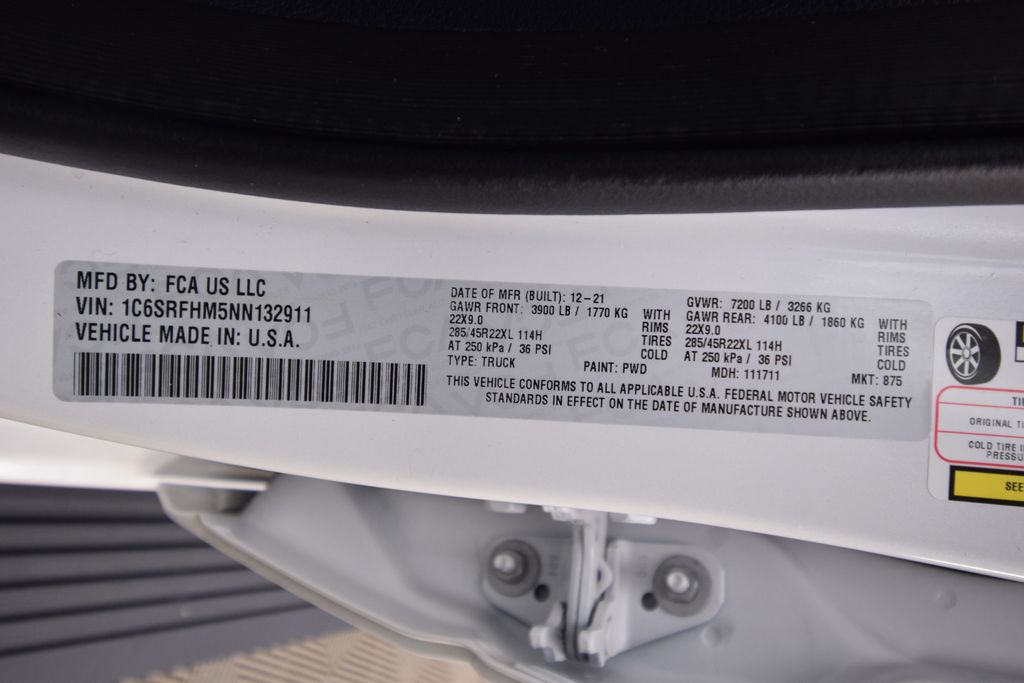 MFD BY: FCA US LLC
VIN: 1C6SRFHM5NN132911
VEHICLE MADE IN: U.S.A.
DATE OF MFR (BUILT): 12-21
GAWR FRONT: 3900 LB / 1770 KG WITH
22X9.0 RIMS
285/45R22XL 114H TIRES
AT 250 kPa / 36 PSI COLD
TYPE: TRUCK PAINT: PWD
GVWR: 7200 LB / 3266 KG
GAWR REAR: 4100 LB / 1860 KG WITH
22X9.0 RIMS
285/45R22XL 114H TIRES
AT 250 kPa / 36 PSI COLD
MDH: 111711 MKT: 875
THIS VEHICLE CONFORMS TO ALL APPLICABLE U.S.A. FEDERAL MOTOR VEHICLE SAFETY
STANDARDS IN EFFECT ON THE DATE OF MANUFACTURE SHOWN ABOVE.
ORIGINAL
COLD TIRE
SEE